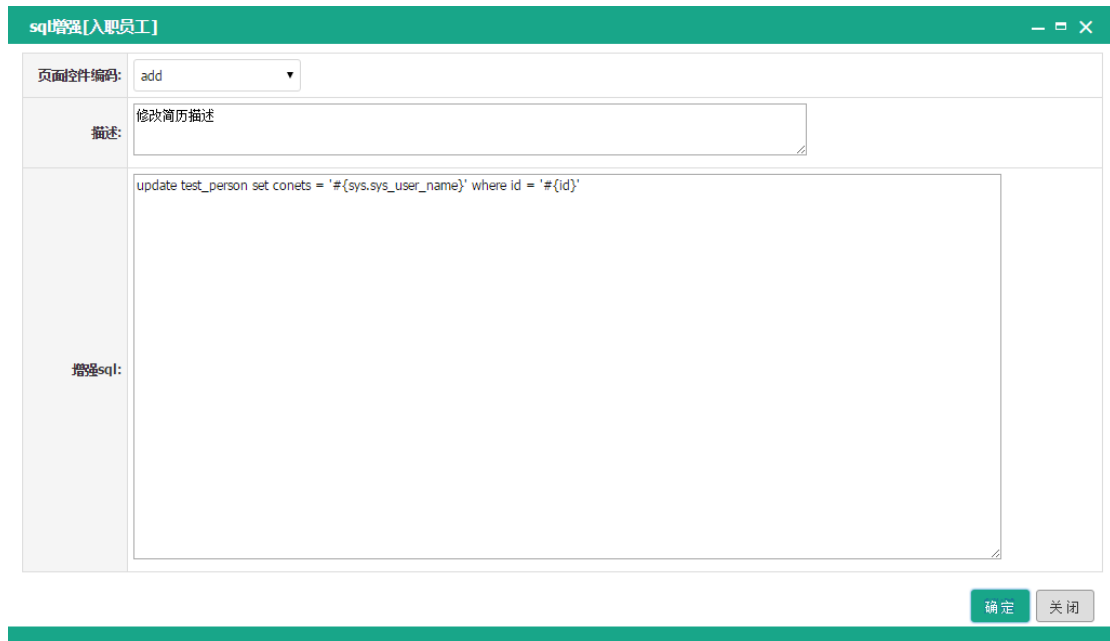 sql增强[入职员工]
页面控件编码: add
描述: 修改简历描述
增强sql: update test_person set conets = '#{sys.sys_user_name}' where id = '#{id}'
确定 关闭